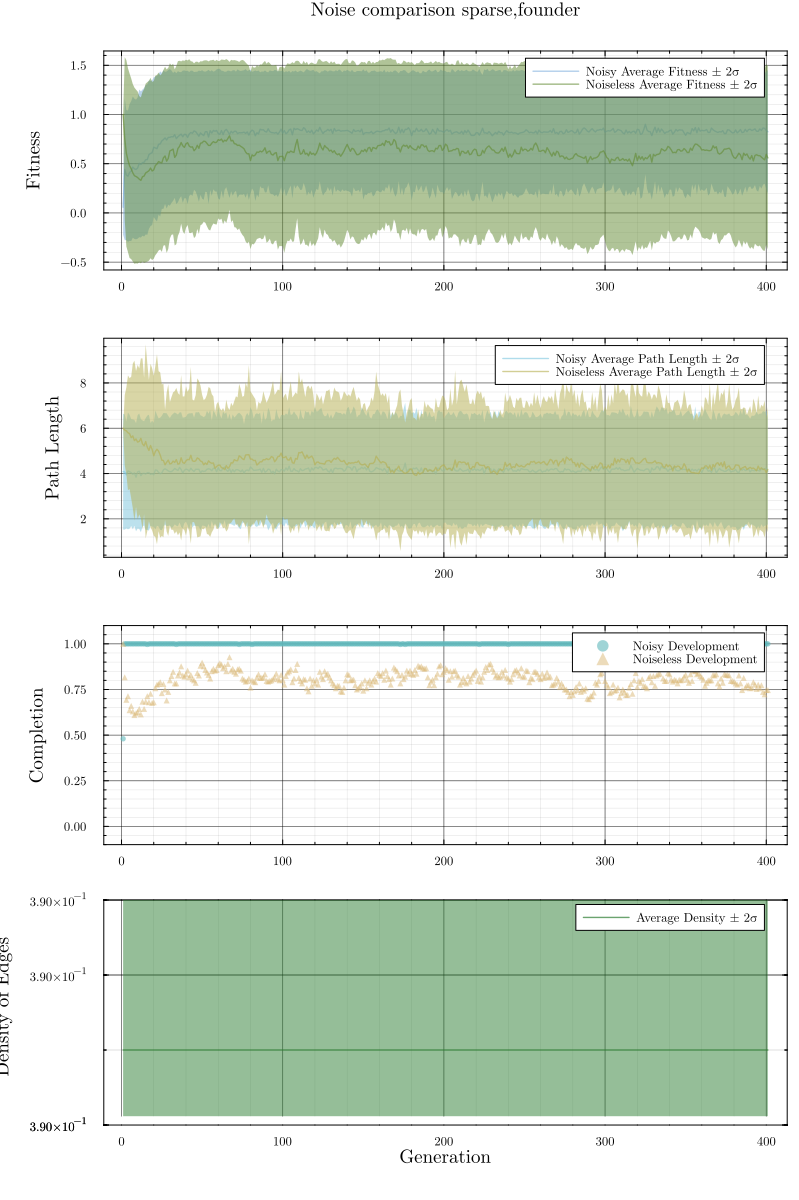 Noise comparison sparse,founder
Noisy Average Fitness ± 2σ
Noiseless Average Fitness ± 2σ
Fitness
1.5
1.0
0.5
0.0
−0.5
0 100 200 300 400
Noisy Average Path Length ± 2σ
Noiseless Average Path Length ± 2σ
Path Length
8
6
4
2
0 100 200 300 400
Noisy Development
Noiseless Development
Completion
1.00
0.75
0.50
0.25
0.00
0 100 200 300 400
Average Density ± 2σ
Density of Edges
3.90×10⁻¹
3.90×10⁻¹
3.90×10⁻¹
0 100 200 300 400
Generation